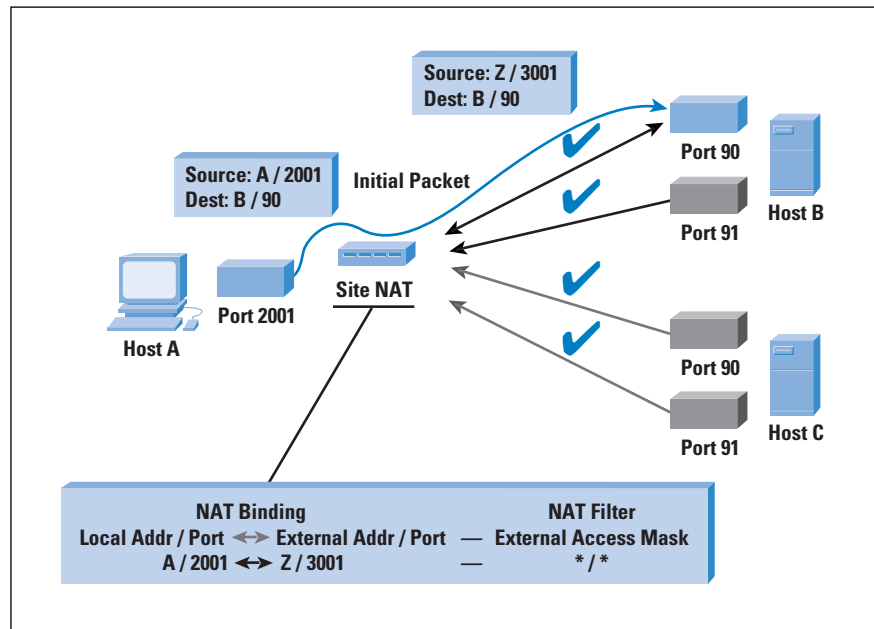 Source: Z / 3001
Dest: B / 90
Source: A / 2001
Dest: B / 90
Initial Packet
Port 90
Host B
Port 91
Site NAT
Port 2001
Host A
Port 90
Host C
Port 91
NAT Binding NAT Filter
Local Addr / Port External Addr / Port — External Access Mask
A / 2001 Z / 3001 — * / *